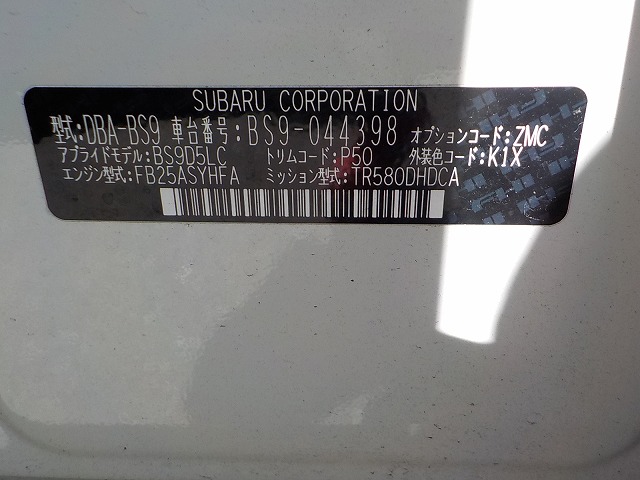 SUBARU CORPORATION
型式:DBA-BS9 車台番号:BS9-044398 オプションコード:ZMC
アプライドモデル:BS9D5LC トリムコード:P50 外装色コード:K1X
エンジン型式:FB25ASYHFA ミッション型式:TR580DHDCA